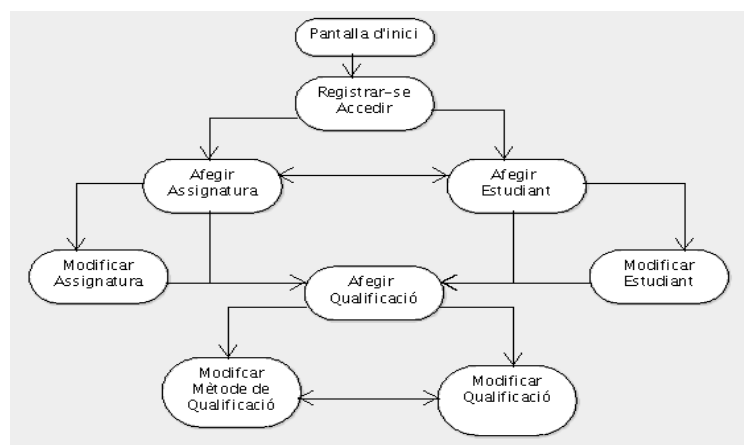 Pantalla d'inici
Registrar-se
Accedir
Afegir
Assignatura
Afegir
Estudiant
Modificar
Assignatura
Afegir
Qualificació
Modificar
Estudiant
Modifcar
Mètode de
Qualificació
Modificar
Qualificació